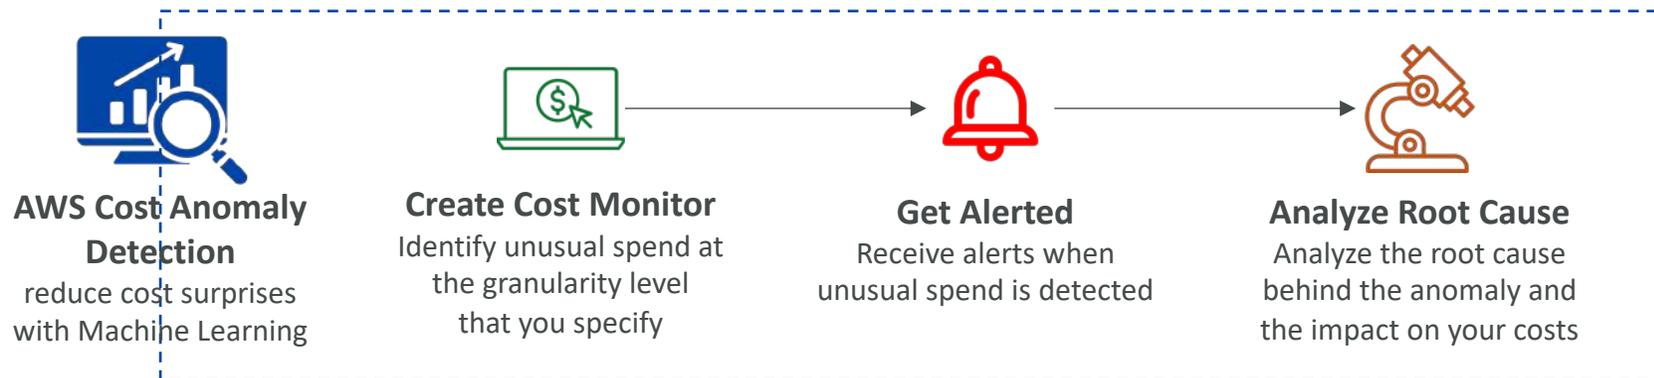 AWS Cost Anomaly
Detection
reduce cost surprises
with Machine Learning
$
Create Cost Monitor
Identify unusual spend at
the granularity level
that you specify
Get Alerted
Receive alerts when
unusual spend is detected
Analyze Root Cause
Analyze the root cause
behind the anomaly and
the impact on your costs